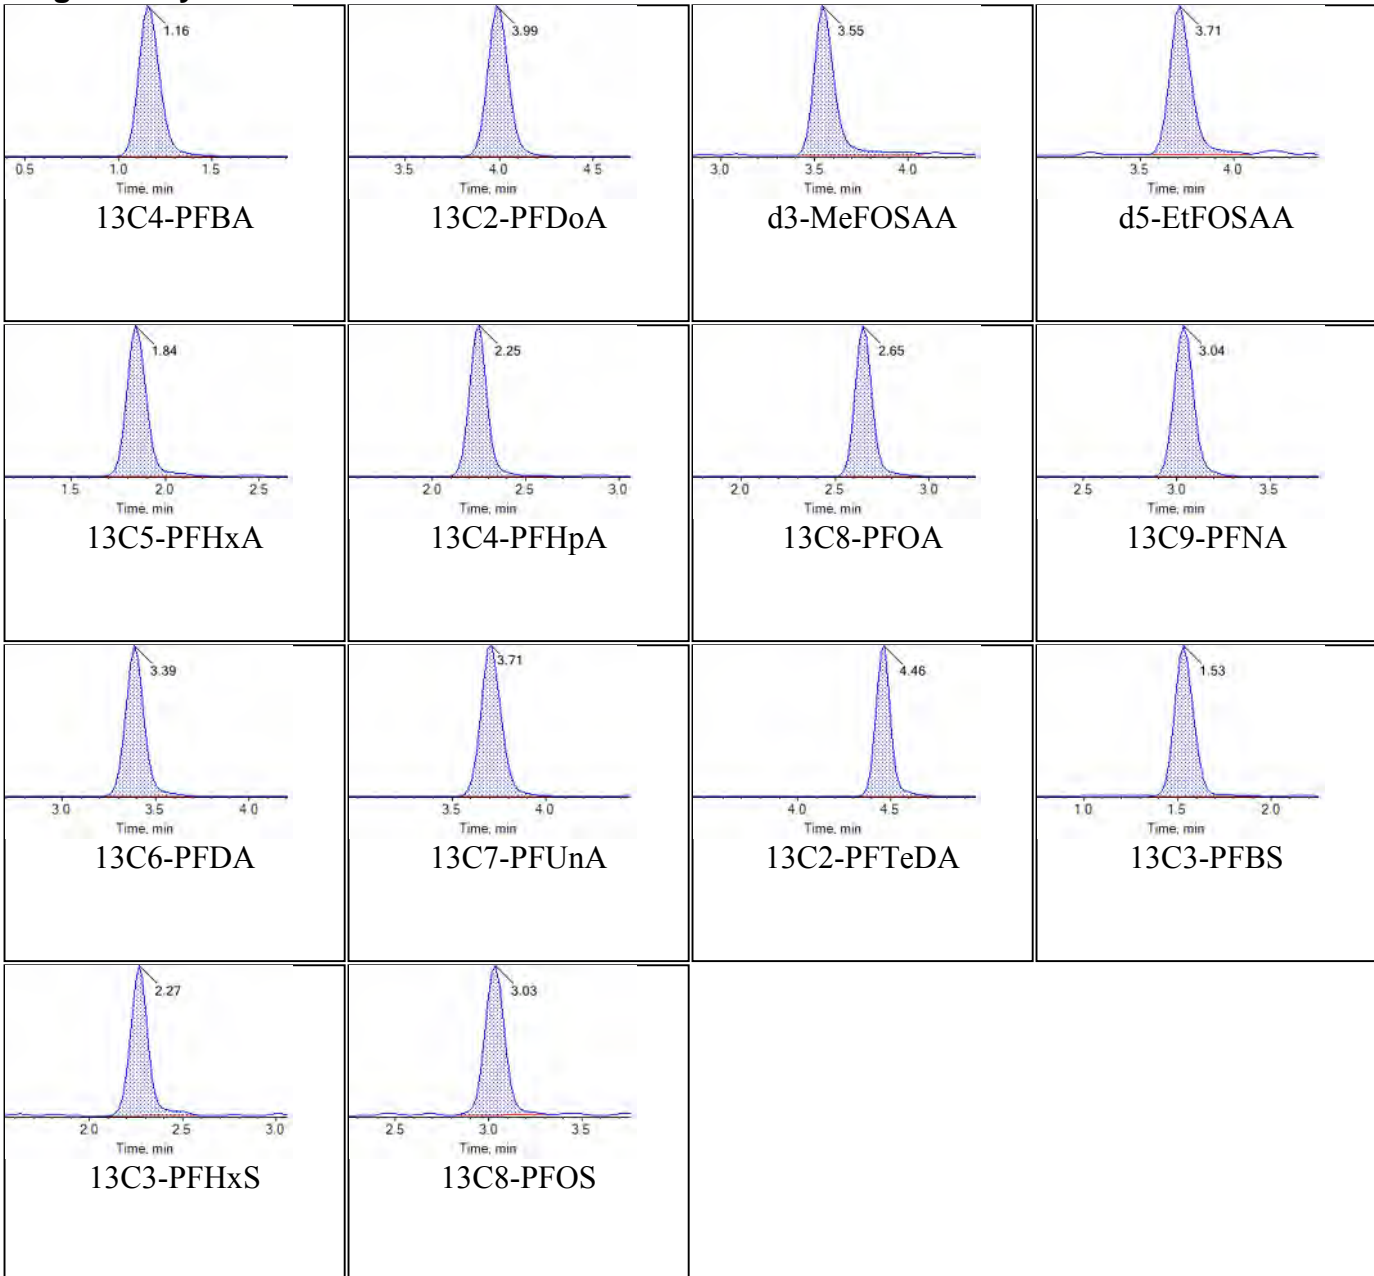 1.16
0.5 1.0 1.5
Time, min
13C4-PFBA
3.99
3.5 4.0 4.5
Time, min
13C2-PFDoA
3.55
3.0 3.5 4.0
Time, min
d3-MeFOSAA
3.71
3.5 4.0
Time, min
d5-EtFOSAA
1.84
1.5 2.0 2.5
Time, min
13C5-PFHxA
2.25
2.0 2.5 3.0
Time, min
13C4-PFHpA
2.65
2.0 2.5 3.0
Time, min
13C8-PFOA
3.04
2.5 3.0 3.5
Time, min
13C9-PFNA
3.39
3.0 3.5 4.0
Time, min
13C6-PFDA
3.71
3.5 4.0
Time, min
13C7-PFUnA
4.46
4.0 4.5
Time, min
13C2-PFTeDA
1.53
1.0 1.5 2.0
Time, min
13C3-PFBS
2.27
2.0 2.5 3.0
Time, min
13C3-PFHxS
3.03
2.5 3.0 3.5
Time, min
13C8-PFOS